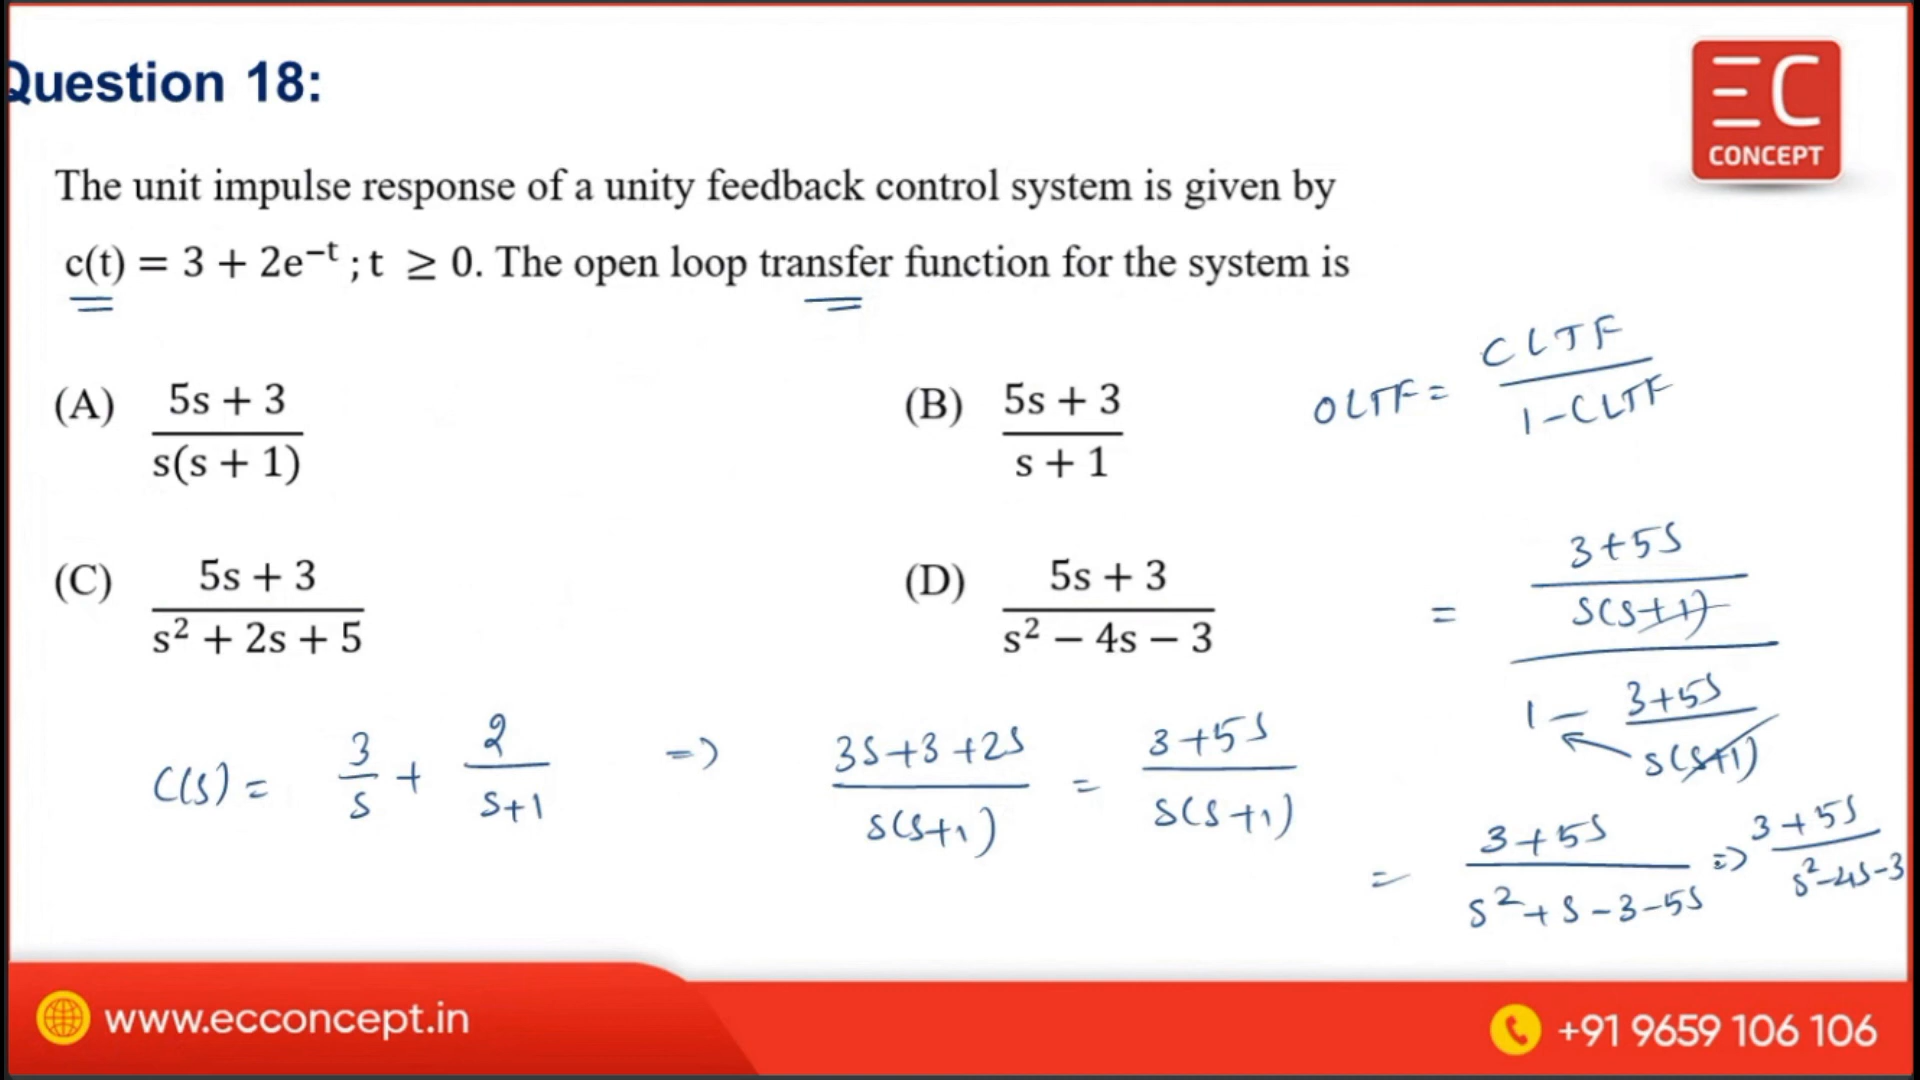 Question 18:
EC
CONCEPT
The unit impulse response of a unity feedback control system is given by
c(t) = 3 + 2e⁻ᵗ ; t ≥ 0. The open loop transfer function for the system is
(A) (5s + 3)/(s(s + 1))
(B) (5s + 3)/(s + 1)
OLTF = CLTF/(1-CLTF)
(C) (5s + 3)/(s² + 2s + 5)
(D) (5s + 3)/(s² − 4s − 3)
= ((3+5s)/(s(s+1)))/(1 - (3+5s)/(s(s+1)))
C(s) = 3/s + 2/(s+1) => (3s+3+2s)/(s(s+1)) = (3+5s)/(s(s+1))
= (3+5s)/(s²+s-3-5s) => (3+5s)/(s²-4s-3)
www.ecconcept.in
+91 9659 106 106